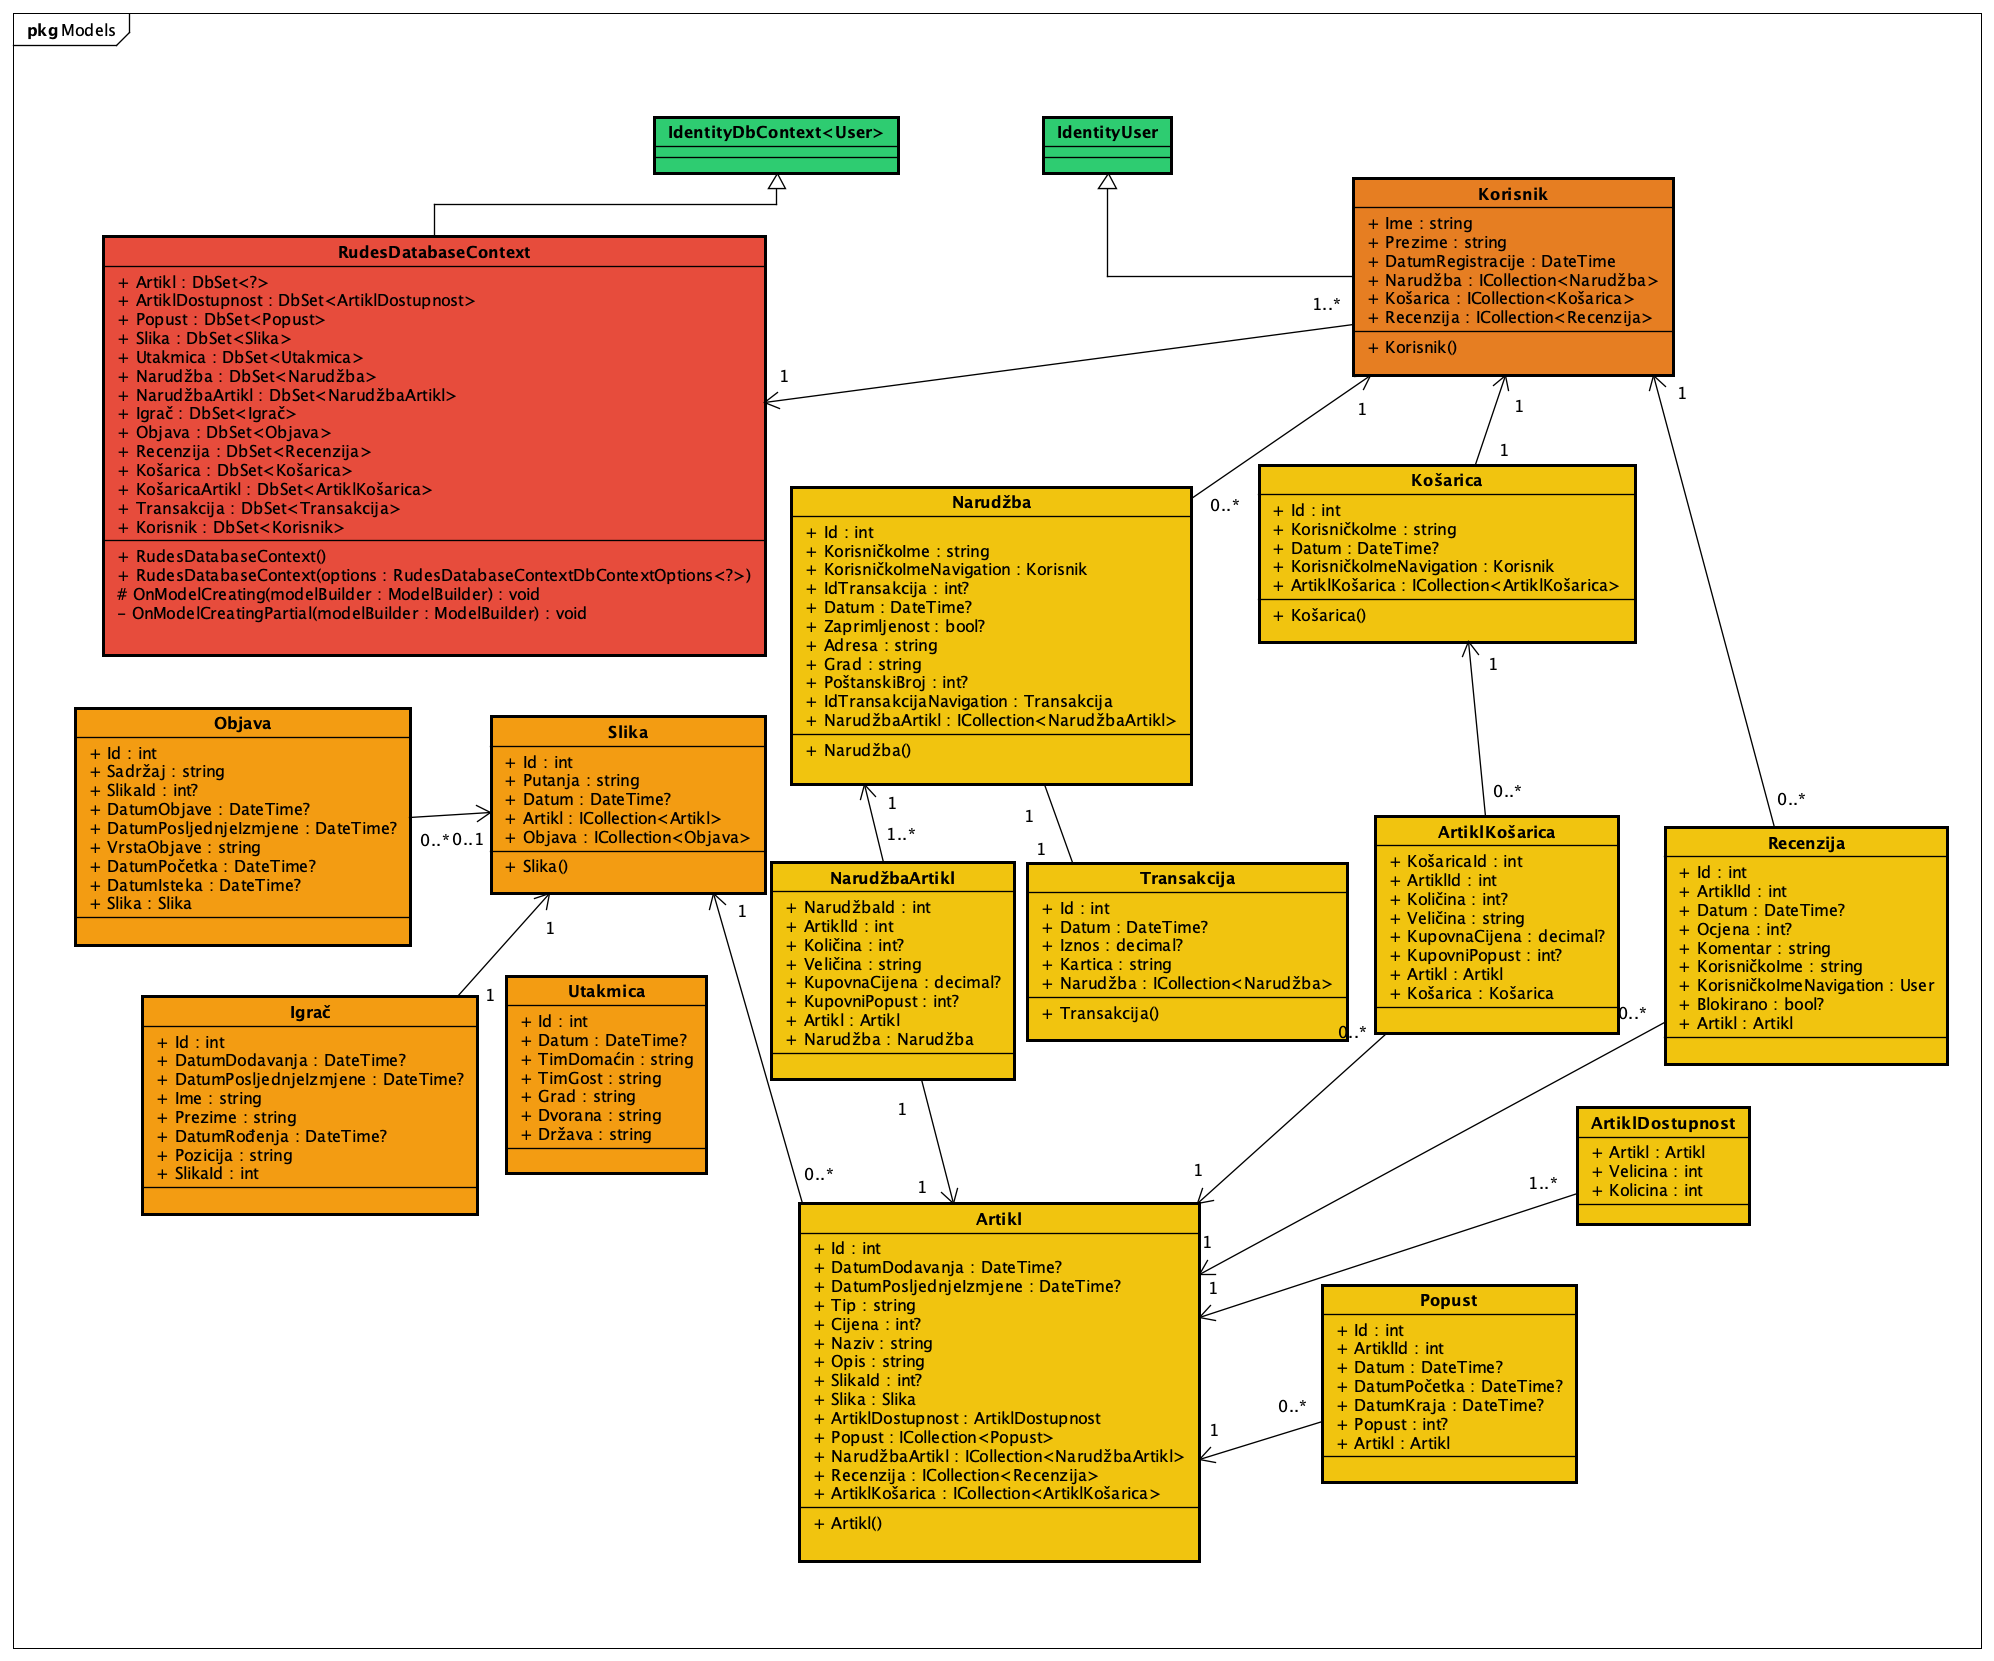 pkg Models
IdentityDbContext<User>
IdentityUser
Korisnik
+ Ime : string
+ Prezime : string
+ DatumRegistracije : DateTime
+ Narudžba : ICollection<Narudžba>
+ Košarica : ICollection<Košarica>
+ Recenzija : ICollection<Recenzija>
+ Korisnik()
RudesDatabaseContext
+ Artikl : DbSet<?>
+ ArtiklDostupnost : DbSet<ArtiklDostupnost>
+ Popust : DbSet<Popust>
+ Slika : DbSet<Slika>
+ Utakmica : DbSet<Utakmica>
+ Narudžba : DbSet<Narudžba>
+ NarudžbaArtikl : DbSet<NarudžbaArtikl>
+ Igrač : DbSet<Igrač>
+ Objava : DbSet<Objava>
+ Recenzija : DbSet<Recenzija>
+ Košarica : DbSet<Košarica>
+ KošaricaArtikl : DbSet<ArtiklKošarica>
+ Transakcija : DbSet<Transakcija>
+ Korisnik : DbSet<Korisnik>
+ RudesDatabaseContext()
+ RudesDatabaseContext(options : RudesDatabaseContextDbContextOptions<?>)
# OnModelCreating(modelBuilder : ModelBuilder) : void
- OnModelCreatingPartial(modelBuilder : ModelBuilder) : void
1..*
1
1
1
1
1
0..*
Narudžba
+ Id : int
+ KorisničkoIme : string
+ KorisničkoImeNavigation : Korisnik
+ IdTransakcija : int?
+ Datum : DateTime?
+ Zaprimljenost : bool?
+ Adresa : string
+ Grad : string
+ PoštanskiBroj : int?
+ IdTransakcijaNavigation : Transakcija
+ NarudžbaArtikl : ICollection<NarudžbaArtikl>
+ Narudžba()
Košarica
+ Id : int
+ KorisničkoIme : string
+ Datum : DateTime?
+ KorisničkoImeNavigation : Korisnik
+ ArtiklKošarica : ICollection<ArtiklKošarica>
+ Košarica()
1
0..*
0..*
Objava
+ Id : int
+ Sadržaj : string
+ SlikaId : int?
+ DatumObjave : DateTime?
+ DatumPosljednjeIzmjene : DateTime?
+ VrstaObjave : string
+ DatumPočetka : DateTime?
+ DatumIsteka : DateTime?
+ Slika : Slika
0..*
0..1
Slika
+ Id : int
+ Putanja : string
+ Datum : DateTime?
+ Artikl : ICollection<Artikl>
+ Objava : ICollection<Objava>
+ Slika()
1
1
1
1..*
1
1
NarudžbaArtikl
+ NarudžbaId : int
+ ArtiklId : int
+ Količina : int?
+ Veličina : string
+ KupovnaCijena : decimal?
+ KupovniPopust : int?
+ Artikl : Artikl
+ Narudžba : Narudžba
Transakcija
+ Id : int
+ Datum : DateTime?
+ Iznos : decimal?
+ Kartica : string
+ Narudžba : ICollection<Narudžba>
+ Transakcija()
ArtiklKošarica
+ KošaricaId : int
+ ArtiklId : int
+ Količina : int?
+ Veličina : string
+ KupovnaCijena : decimal?
+ KupovniPopust : int?
+ Artikl : Artikl
+ Košarica : Košarica
Recenzija
+ Id : int
+ ArtiklId : int
+ Datum : DateTime?
+ Ocjena : int?
+ Komentar : string
+ KorisničkoIme : string
+ KorisničkoImeNavigation : User
+ Blokirano : bool?
+ Artikl : Artikl
0..*
0..*
1
Igrač
+ Id : int
+ DatumDodavanja : DateTime?
+ DatumPosljednjeIzmjene : DateTime?
+ Ime : string
+ Prezime : string
+ DatumRođenja : DateTime?
+ Pozicija : string
+ SlikaId : int
Utakmica
+ Id : int
+ Datum : DateTime?
+ TimDomaćin : string
+ TimGost : string
+ Grad : string
+ Dvorana : string
+ Država : string
1
0..*
1
1
1..*
ArtiklDostupnost
+ Artikl : Artikl
+ Velicina : int
+ Kolicina : int
1
1
Artikl
+ Id : int
+ DatumDodavanja : DateTime?
+ DatumPosljednjeIzmjene : DateTime?
+ Tip : string
+ Cijena : int?
+ Naziv : string
+ Opis : string
+ SlikaId : int?
+ Slika : Slika
+ ArtiklDostupnost : ArtiklDostupnost
+ Popust : ICollection<Popust>
+ NarudžbaArtikl : ICollection<NarudžbaArtikl>
+ Recenzija : ICollection<Recenzija>
+ ArtiklKošarica : ICollection<ArtiklKošarica>
+ Artikl()
0..*
1
Popust
+ Id : int
+ ArtiklId : int
+ Datum : DateTime?
+ DatumPočetka : DateTime?
+ DatumKraja : DateTime?
+ Popust : int?
+ Artikl : Artikl